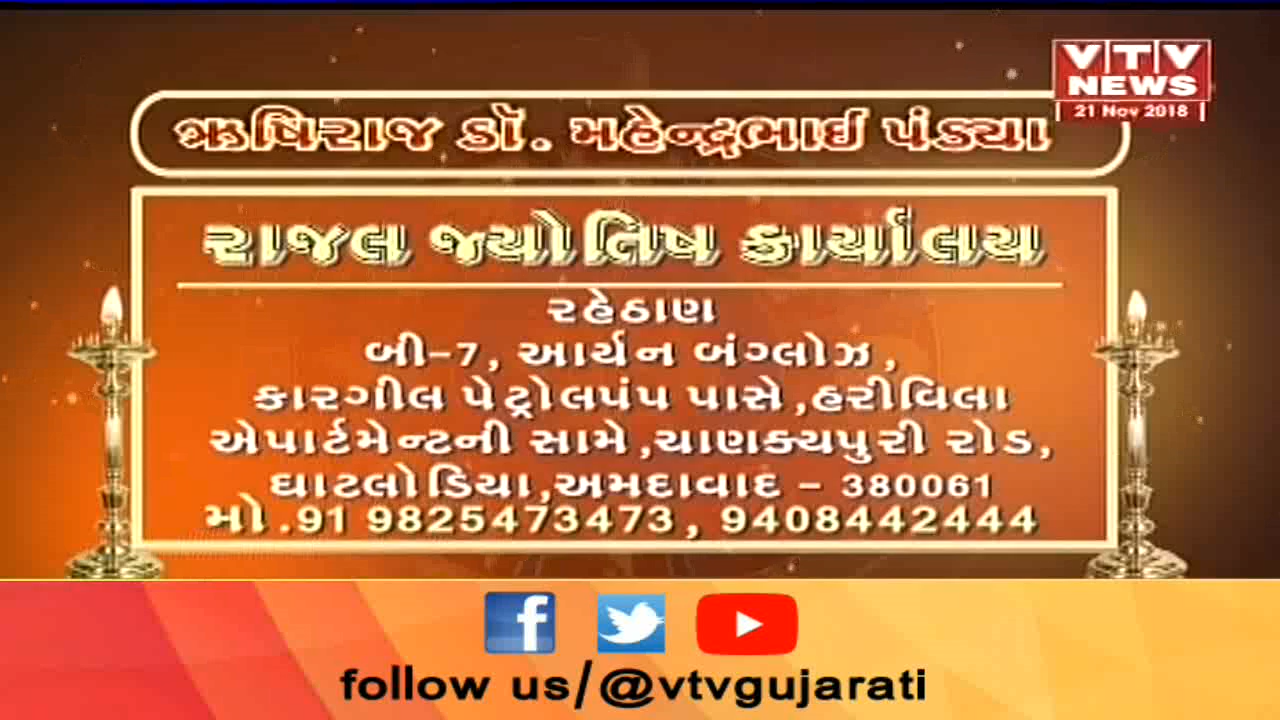 VTV
NEWS
21 Nov 2018
ઋષિરાજ ડૉ. મહેન્દ્રભાઈ પંડ્યા
રાજલ જ્યોતિષ કાર્યાલય
રહેઠાણ
બી-7, આર્યન બંગ્લોઝ ,
કારગીલ પેટ્રોલપંપ પાસે ,હરીવિલા
એપાર્ટમેન્ટની સામે ,ચાણક્યપુરી રોડ,
ઘાટલોડિયા,અમદાવાદ - 380061
મો .91 9825473473, 9408442444
follow us/@vtvgujarati